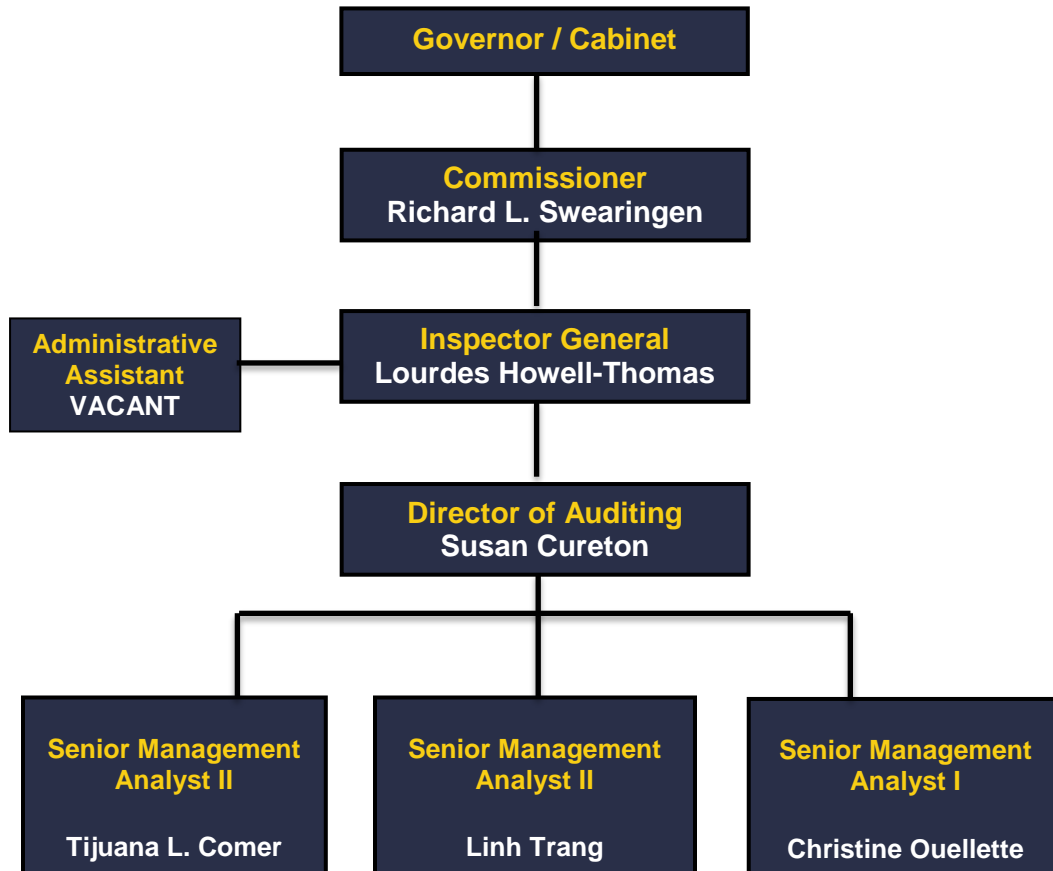 Governor / Cabinet
Commissioner
Richard L. Swearingen
Administrative
Assistant
VACANT
Inspector General
Lourdes Howell-Thomas
Director of Auditing
Susan Cureton
Senior Management
Analyst II
Tijuana L. Comer
Senior Management
Analyst II
Linh Trang
Senior Management
Analyst I
Christine Ouellette